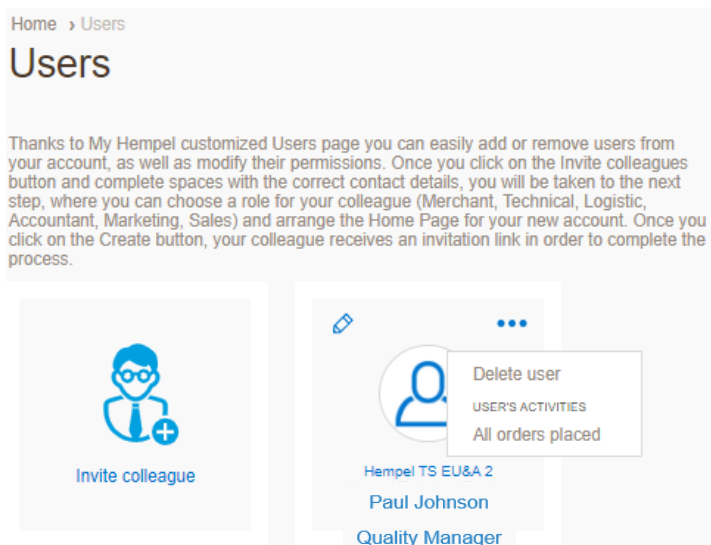 Home › Users
Users
Thanks to My Hempel customized Users page you can easily add or remove users from
your account, as well as modify their permissions. Once you click on the Invite colleagues
button and complete spaces with the correct contact details, you will be taken to the next
step, where you can choose a role for your colleague (Merchant, Technical, Logistic,
Accountant, Marketing, Sales) and arrange the Home Page for your new account. Once you
click on the Create button, your colleague receives an invitation link in order to complete the
process.
Invite colleague
Delete user
USER'S ACTIVITIES
All orders placed
Hempel TS EU&A 2
Paul Johnson
Quality Manager